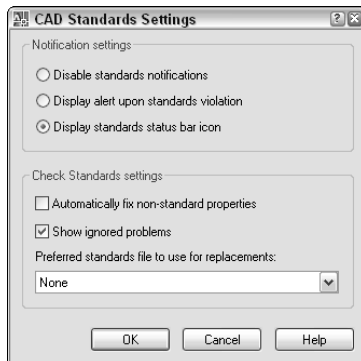 CAD Standards Settings
Notification settings
Disable standards notifications
Display alert upon standards violation
Display standards status bar icon
Check Standards settings
Automatically fix non-standard properties
Show ignored problems
Preferred standards file to use for replacements:
None
OK
Cancel
Help